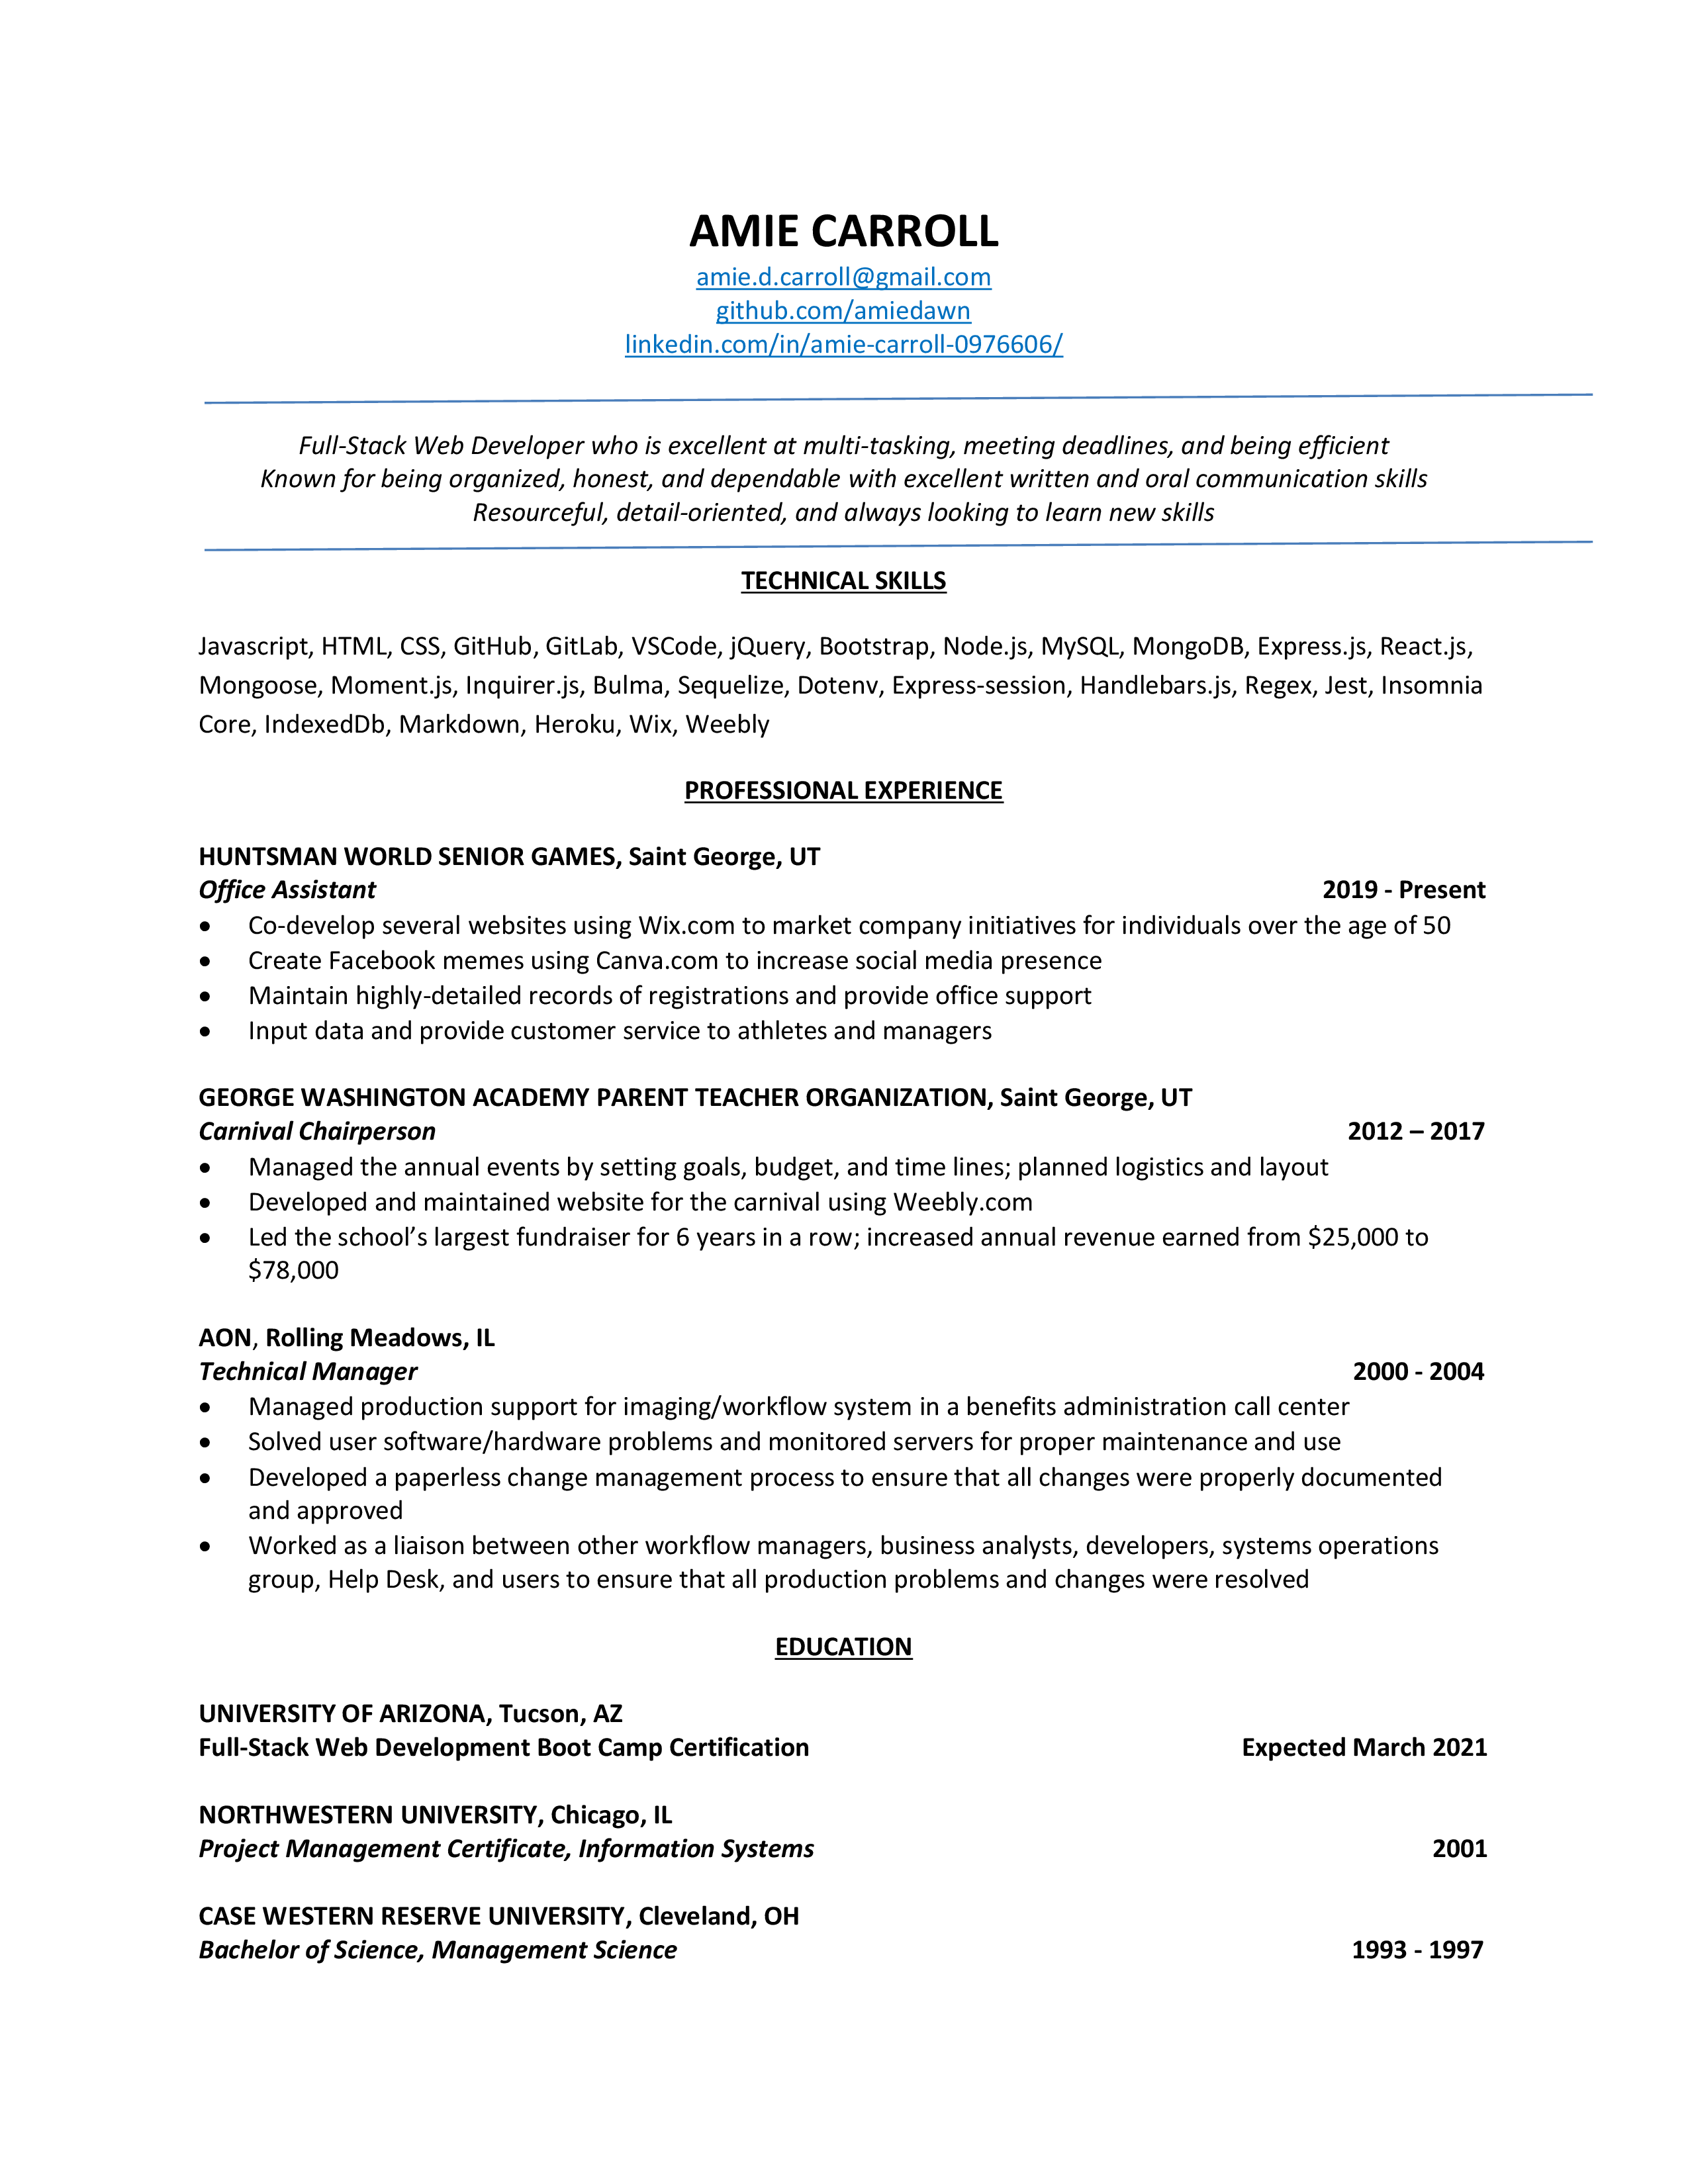 AMIE CARROLL
amie.d.carroll@gmail.com
github.com/amiedawn
linkedin.com/in/amie-carroll-0976606/
Full-Stack Web Developer who is excellent at multi-tasking, meeting deadlines, and being efficient
Known for being organized, honest, and dependable with excellent written and oral communication skills
Resourceful, detail-oriented, and always looking to learn new skills
TECHNICAL SKILLS
Javascript, HTML, CSS, GitHub, GitLab, VSCode, jQuery, Bootstrap, Node.js, MySQL, MongoDB, Express.js, React.js,
Mongoose, Moment.js, Inquirer.js, Bulma, Sequelize, Dotenv, Express-session, Handlebars.js, Regex, Jest, Insomnia
Core, IndexedDb, Markdown, Heroku, Wix, Weebly
PROFESSIONAL EXPERIENCE
HUNTSMAN WORLD SENIOR GAMES, Saint George, UT
Office Assistant 2019 - Present
• Co-develop several websites using Wix.com to market company initiatives for individuals over the age of 50
• Create Facebook memes using Canva.com to increase social media presence
• Maintain highly-detailed records of registrations and provide office support
• Input data and provide customer service to athletes and managers
GEORGE WASHINGTON ACADEMY PARENT TEACHER ORGANIZATION, Saint George, UT
Carnival Chairperson 2012 – 2017
• Managed the annual events by setting goals, budget, and time lines; planned logistics and layout
• Developed and maintained website for the carnival using Weebly.com
• Led the school’s largest fundraiser for 6 years in a row; increased annual revenue earned from $25,000 to
$78,000
AON, Rolling Meadows, IL
Technical Manager 2000 - 2004
• Managed production support for imaging/workflow system in a benefits administration call center
• Solved user software/hardware problems and monitored servers for proper maintenance and use
• Developed a paperless change management process to ensure that all changes were properly documented
and approved
• Worked as a liaison between other workflow managers, business analysts, developers, systems operations
group, Help Desk, and users to ensure that all production problems and changes were resolved
EDUCATION
UNIVERSITY OF ARIZONA, Tucson, AZ
Full-Stack Web Development Boot Camp Certification Expected March 2021
NORTHWESTERN UNIVERSITY, Chicago, IL
Project Management Certificate, Information Systems 2001
CASE WESTERN RESERVE UNIVERSITY, Cleveland, OH
Bachelor of Science, Management Science 1993 - 1997